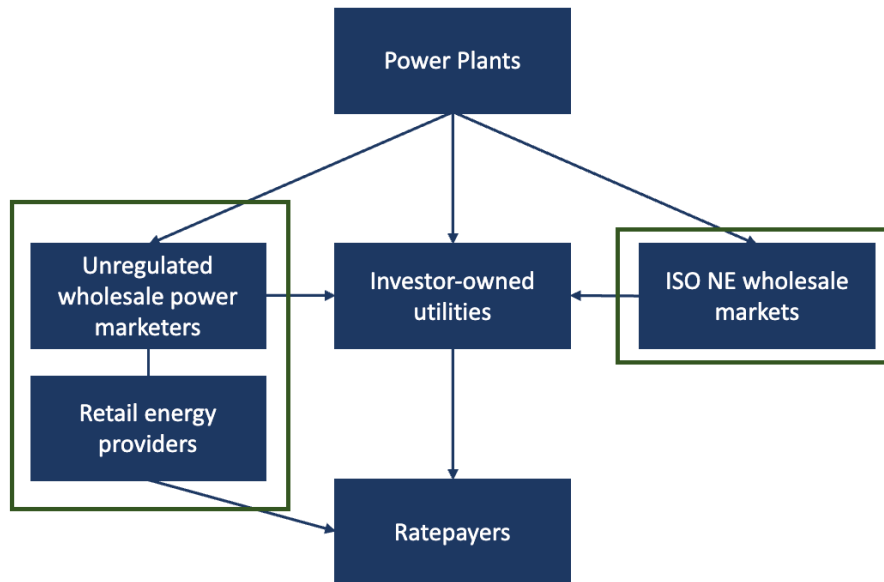 Power Plants
Unregulated
wholesale power
marketers
Investor-owned
utilities
ISO NE wholesale
markets
Retail energy
providers
Ratepayers